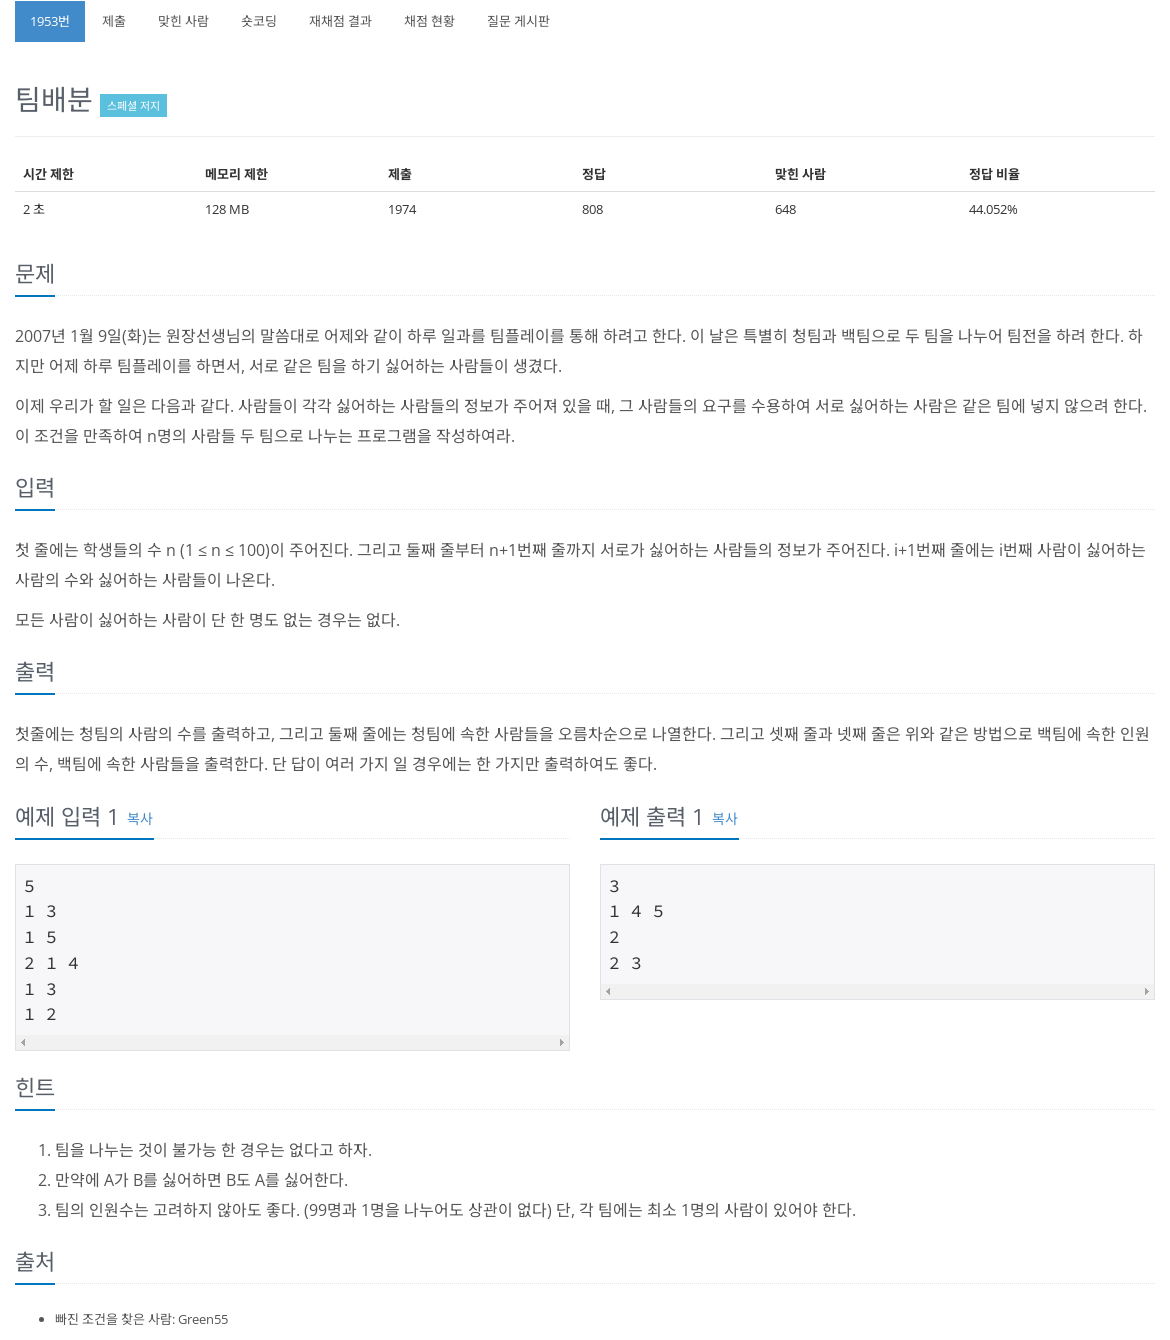 1953번 제출 맞힌 사람 숏코딩 재채점 결과 채점 현황 질문 게시판
팀배분 스페셜 저지
시간 제한 메모리 제한 제출 정답 맞힌 사람 정답 비율
2 초 128 MB 1974 808 648 44.052%
문제
2007년 1월 9일(화)는 원장선생님의 말씀대로 어제와 같이 하루 일과를 팀플레이를 통해 하려고 한다. 이 날은 특별히 청팀과 백팀으로 두 팀을 나누어 팀전을 하려 한다. 하
지만 어제 하루 팀플레이를 하면서, 서로 같은 팀을 하기 싫어하는 사람들이 생겼다.
이제 우리가 할 일은 다음과 같다. 사람들이 각각 싫어하는 사람들의 정보가 주어져 있을 때, 그 사람들의 요구를 수용하여 서로 싫어하는 사람은 같은 팀에 넣지 않으려 한다.
이 조건을 만족하여 n명의 사람들 두 팀으로 나누는 프로그램을 작성하여라.
입력
첫 줄에는 학생들의 수 n (1 ≤ n ≤ 100)이 주어진다. 그리고 둘째 줄부터 n+1번째 줄까지 서로가 싫어하는 사람들의 정보가 주어진다. i+1번째 줄에는 i번째 사람이 싫어하는
사람의 수와 싫어하는 사람들이 나온다.
모든 사람이 싫어하는 사람이 단 한 명도 없는 경우는 없다.
출력
첫줄에는 청팀의 사람의 수를 출력하고, 그리고 둘째 줄에는 청팀에 속한 사람들을 오름차순으로 나열한다. 그리고 셋째 줄과 넷째 줄은 위와 같은 방법으로 백팀에 속한 인원
의 수, 백팀에 속한 사람들을 출력한다. 단 답이 여러 가지 일 경우에는 한 가지만 출력하여도 좋다.
예제 입력 1 복사
5
1 3
1 5
2 1 4
1 3
1 2
예제 출력 1 복사
3
1 4 5
2
2 3
힌트
1. 팀을 나누는 것이 불가능 한 경우는 없다고 하자.
2. 만약에 A가 B를 싫어하면 B도 A를 싫어한다.
3. 팀의 인원수는 고려하지 않아도 좋다. (99명과 1명을 나누어도 상관이 없다) 단, 각 팀에는 최소 1명의 사람이 있어야 한다.
출처
빠진 조건을 찾은 사람: Green55